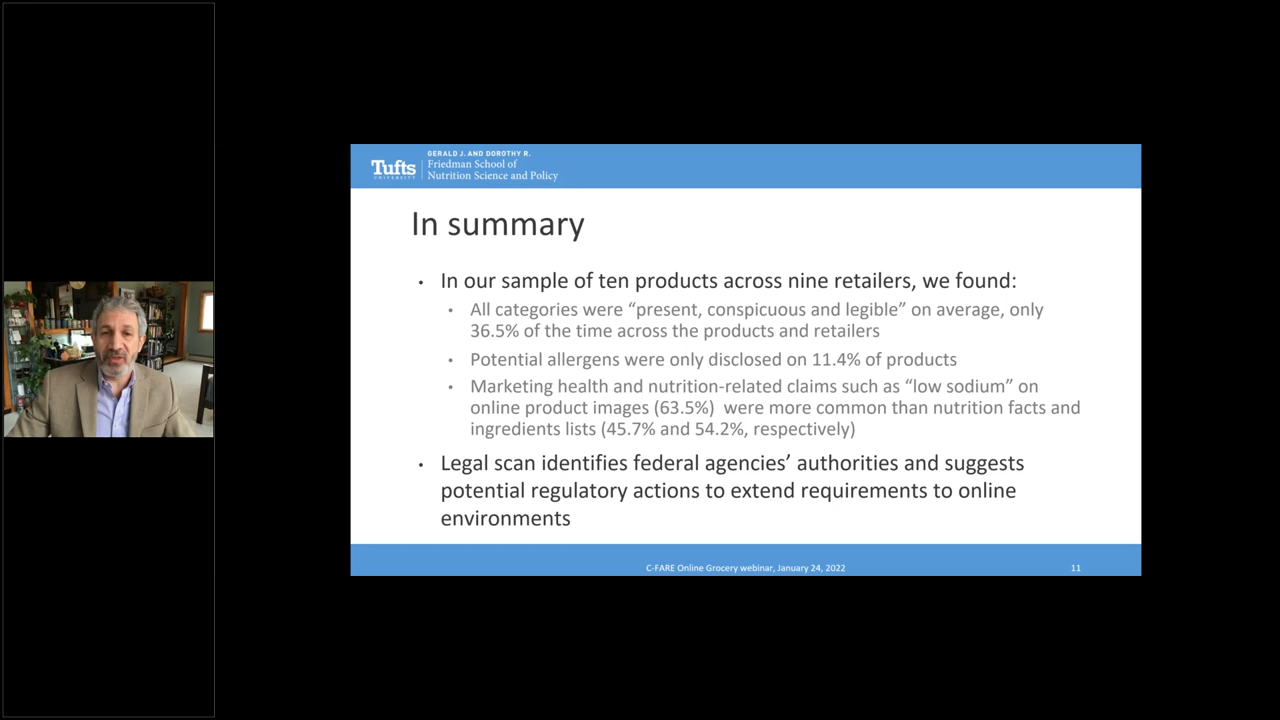 Tufts
UNIVERSITY
GERALD J. AND DOROTHY R.
Friedman School of
Nutrition Science and Policy
In summary
• In our sample of ten products across nine retailers, we found:
• All categories were “present, conspicuous and legible” on average, only
36.5% of the time across the products and retailers
• Potential allergens were only disclosed on 11.4% of products
• Marketing health and nutrition-related claims such as “low sodium” on
online product images (63.5%) were more common than nutrition facts and
ingredients lists (45.7% and 54.2%, respectively)
• Legal scan identifies federal agencies’ authorities and suggests
potential regulatory actions to extend requirements to online
environments
C-FARE Online Grocery webinar, January 24, 2022
11